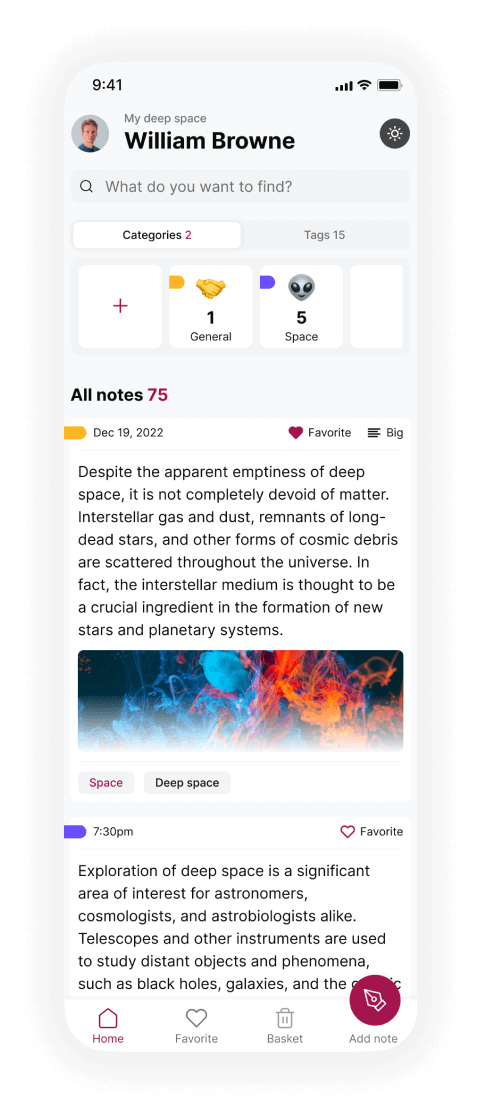 9:41
My deep space
William Browne
What do you want to find?
Categories 2
Tags 15
1
General
5
Space
All notes 75
Dec 19, 2022
Favorite
Big
Despite the apparent emptiness of deep
space, it is not completely devoid of matter.
Interstellar gas and dust, remnants of long-
dead stars, and other forms of cosmic debris
are scattered throughout the universe. In
fact, the interstellar medium is thought to be
a crucial ingredient in the formation of new
stars and planetary systems.
Space
Deep space
7:30pm
Favorite
Exploration of deep space is a significant
area of interest for astronomers,
cosmologists, and astrobiologists alike.
Telescopes and other instruments are used
to study distant objects and phenomena,
such as black holes, galaxies, and the
Home
Favorite
Basket
Add note